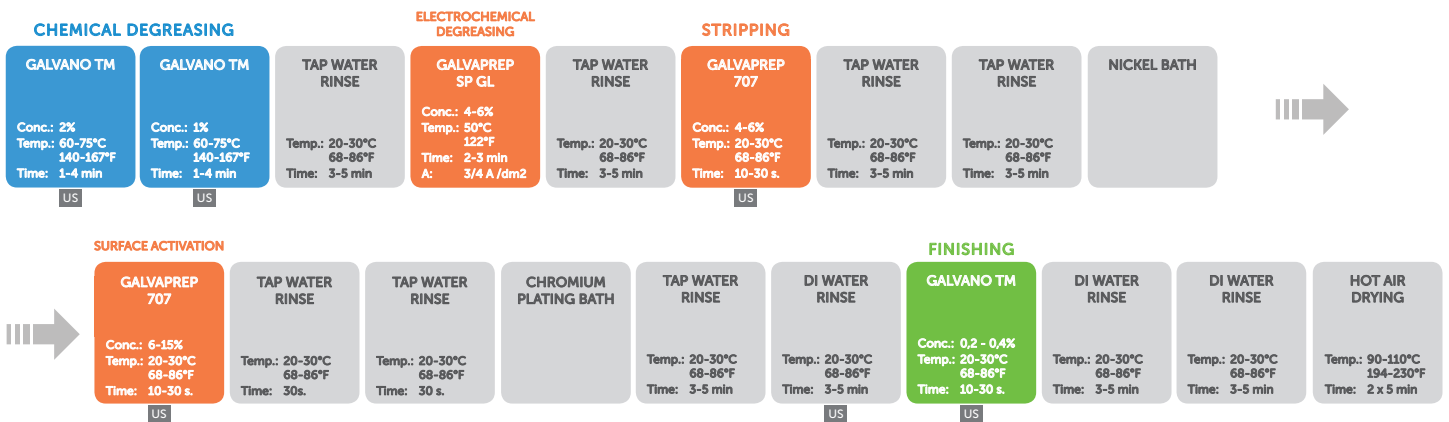 CHEMICAL DEGREASING
ELECTROCHEMICAL
DEGREASING
STRIPPING
GALVANO TM
Conc.: 2%
Temp.: 60-75°C
140-167°F
Time: 1-4 min
US
GALVANO TM
Conc.: 1%
Temp.: 60-75°C
140-167°F
Time: 1-4 min
US
TAP WATER
RINSE
Temp.: 20-30°C
68-86°F
Time: 3-5 min
GALVAPREP
SP GL
Conc.: 4-6%
Temp.: 50°C
122°F
Time: 2-3 min
A: 3/4 A /dm2
TAP WATER
RINSE
Temp.: 20-30°C
68-86°F
Time: 3-5 min
GALVAPREP
707
Conc.: 4-6%
Temp.: 20-30°C
68-86°F
Time: 10-30 s.
US
TAP WATER
RINSE
Temp.: 20-30°C
68-86°F
Time: 3-5 min
TAP WATER
RINSE
Temp.: 20-30°C
68-86°F
Time: 3-5 min
NICKEL BATH
SURFACE ACTIVATION
FINISHING
GALVAPREP
707
Conc.: 6-15%
Temp.: 20-30°C
68-86°F
Time: 10-30 s.
US
TAP WATER
RINSE
Temp.: 20-30°C
68-86°F
Time: 30s.
TAP WATER
RINSE
Temp.: 20-30°C
68-86°F
Time: 30 s.
CHROMIUM
PLATING BATH
TAP WATER
RINSE
Temp.: 20-30°C
68-86°F
Time: 3-5 min
DI WATER
RINSE
Temp.: 20-30°C
68-86°F
Time: 3-5 min
US
GALVANO TM
Conc.: 0,2 - 0,4%
Temp.: 20-30°C
68-86°F
Time: 10-30 s.
US
DI WATER
RINSE
Temp.: 20-30°C
68-86°F
Time: 3-5 min
DI WATER
RINSE
Temp.: 20-30°C
68-86°F
Time: 3-5 min
HOT AIR
DRYING
Temp.: 90-110°C
194-230°F
Time: 2 x 5 min